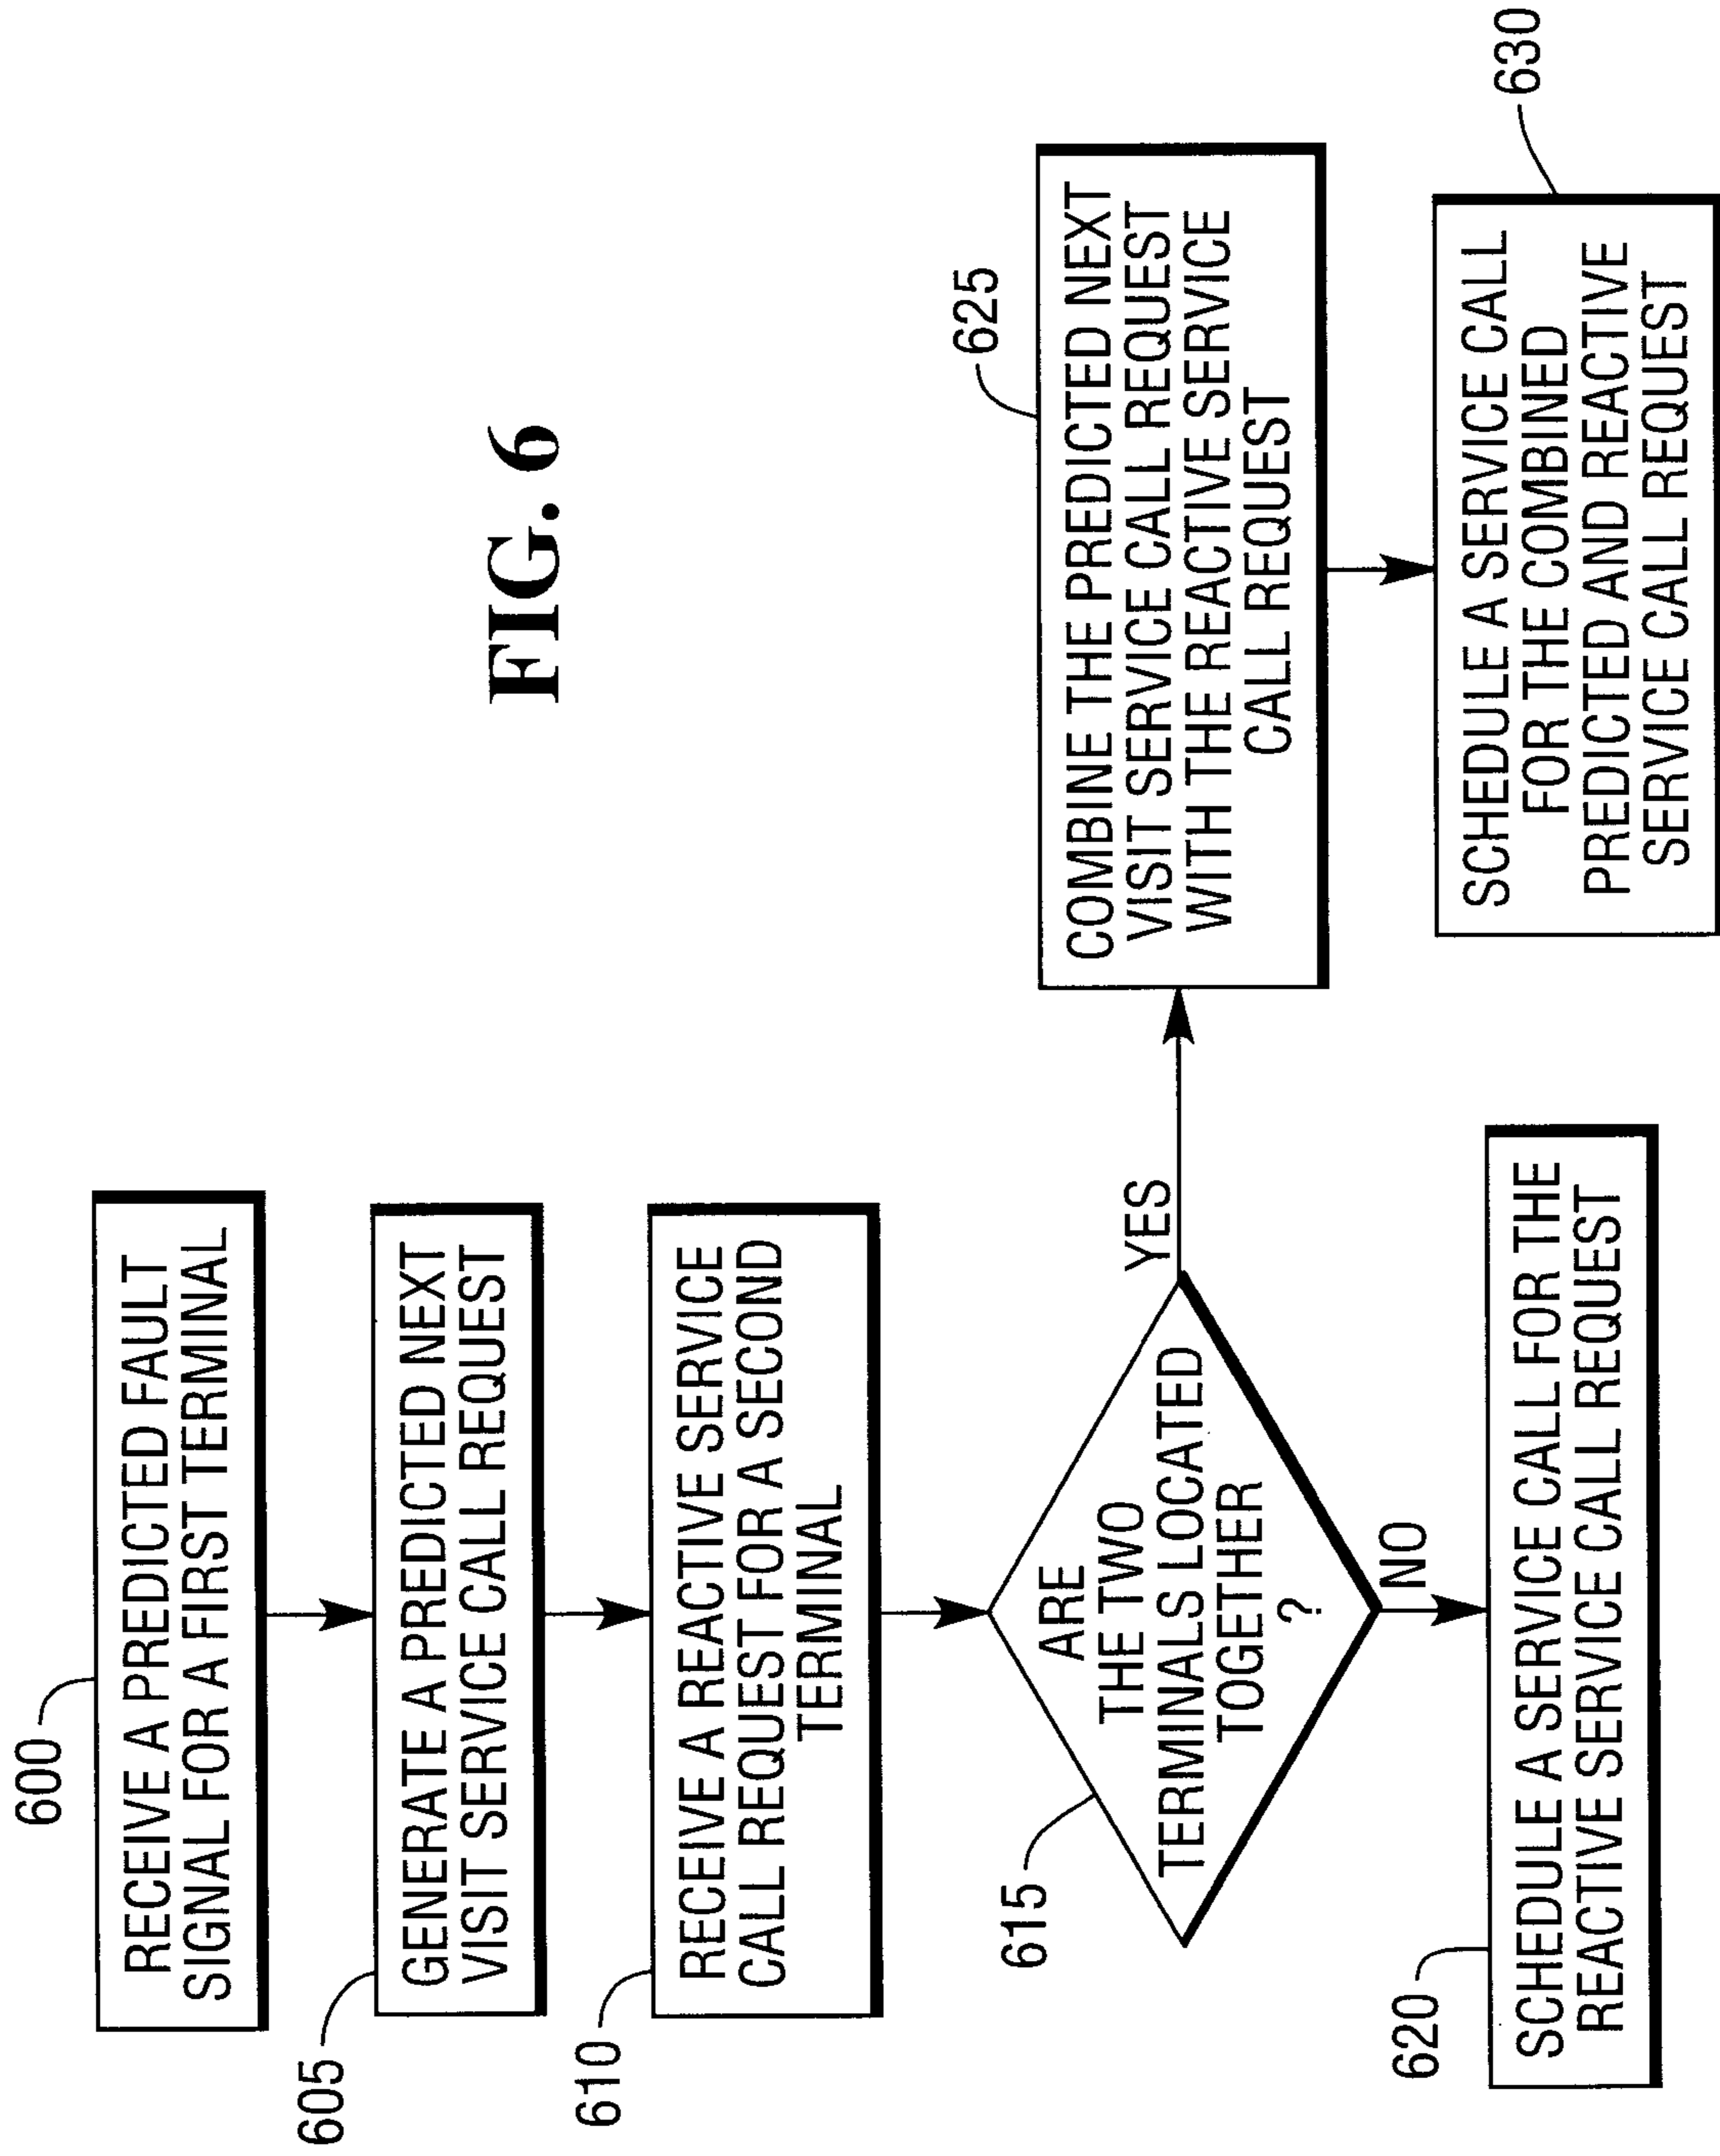 FIG. 6
600
RECEIVE A PREDICTED FAULT
SIGNAL FOR A FIRST TERMINAL
605
GENERATE A PREDICTED NEXT
VISIT SERVICE CALL REQUEST
610
RECEIVE A REACTIVE SERVICE
CALL REQUEST FOR A SECOND
TERMINAL
615
ARE
THE TWO
TERMINALS LOCATED
TOGETHER
?
YES
NO
620
SCHEDULE A SERVICE CALL FOR THE
REACTIVE SERVICE CALL REQUEST
625
COMBINE THE PREDICTED NEXT
VISIT SERVICE CALL REQUEST
WITH THE REACTIVE SERVICE
CALL REQUEST
630
SCHEDULE A SERVICE CALL
FOR THE COMBINED
PREDICTED AND REACTIVE
SERVICE CALL REQUEST